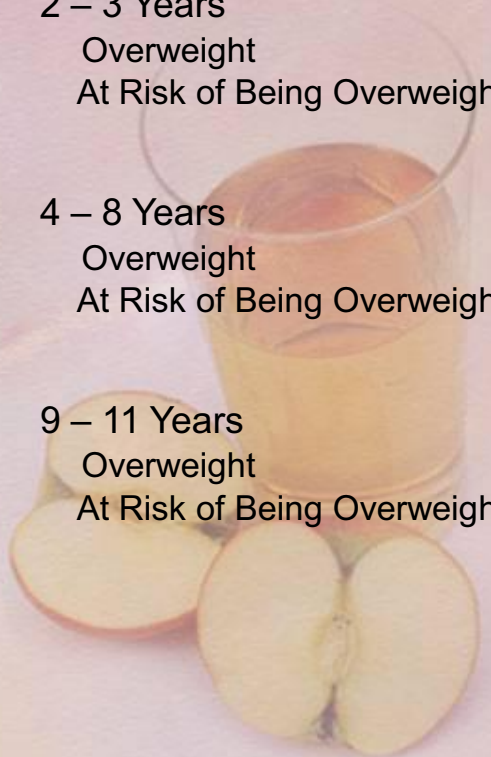 2 – 3 Years
Overweight
At Risk of Being Overweigh
4 – 8 Years
Overweight
At Risk of Being Overweigh
9 – 11 Years
Overweight
At Risk of Being Overweigh